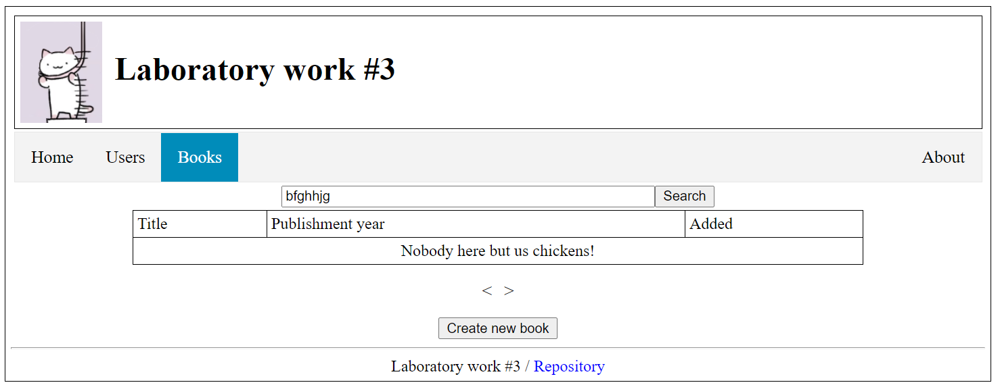 Laboratory work #3
Home Users Books About
bfghhjg Search
Title Publishment year Added
Nobody here but us chickens!
< >
Create new book
Laboratory work #3 / Repository